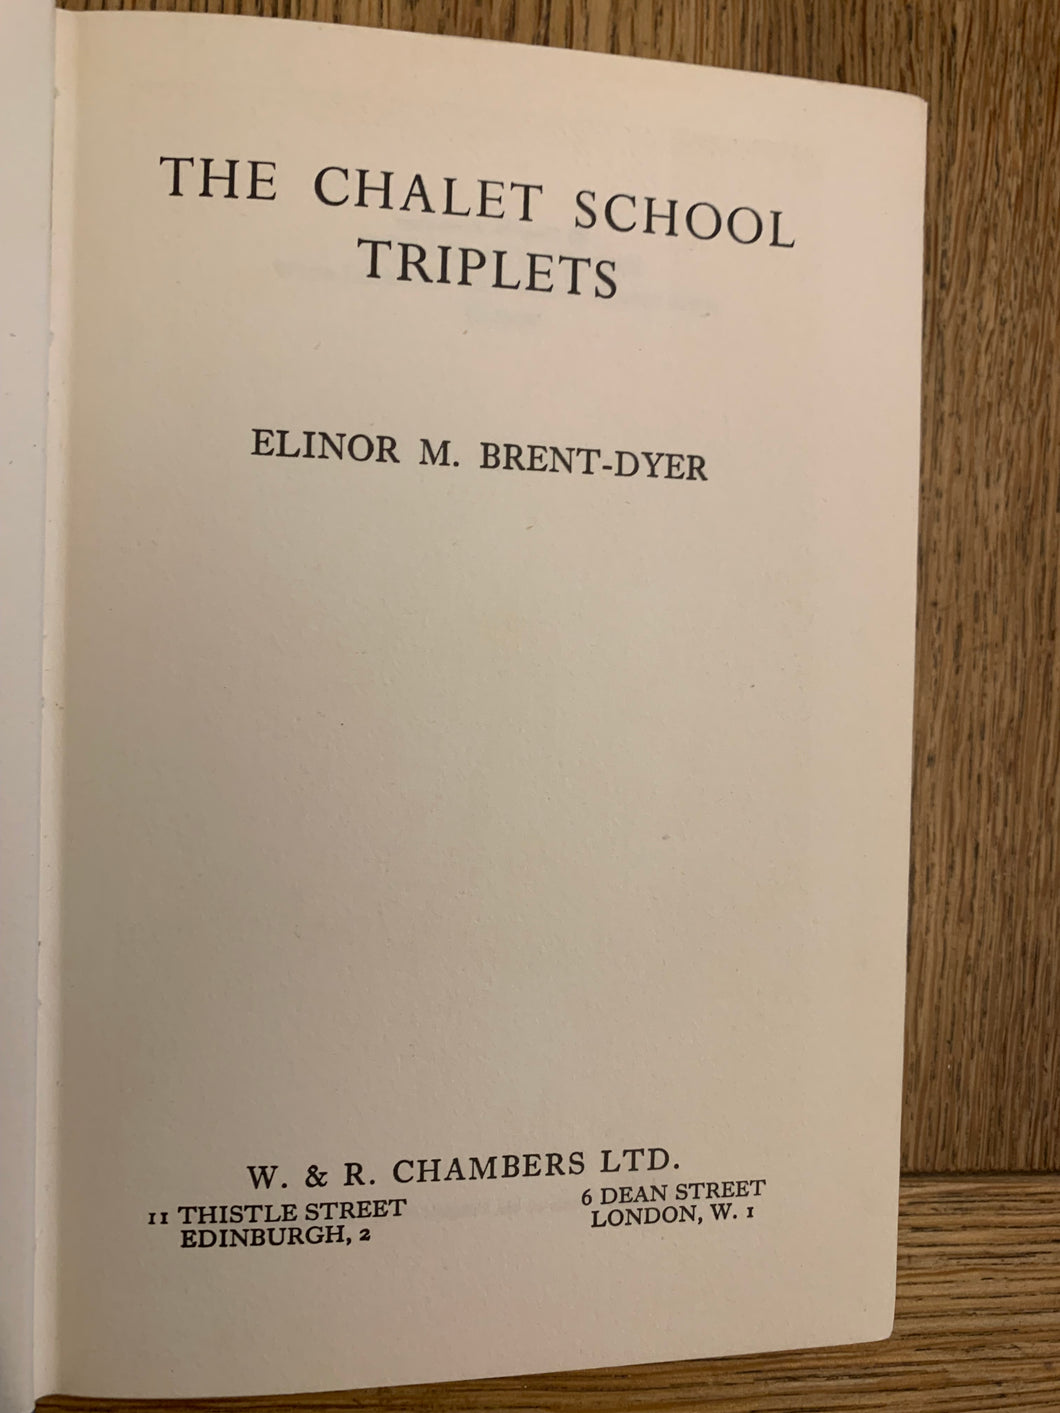 THE CHALET SCHOOL
TRIPLETS
ELINOR M. BRENT-DYER
W. & R. CHAMBERS LTD.
11 THISTLE STREET
EDINBURGH, 2
6 DEAN STREET
LONDON, W. 1